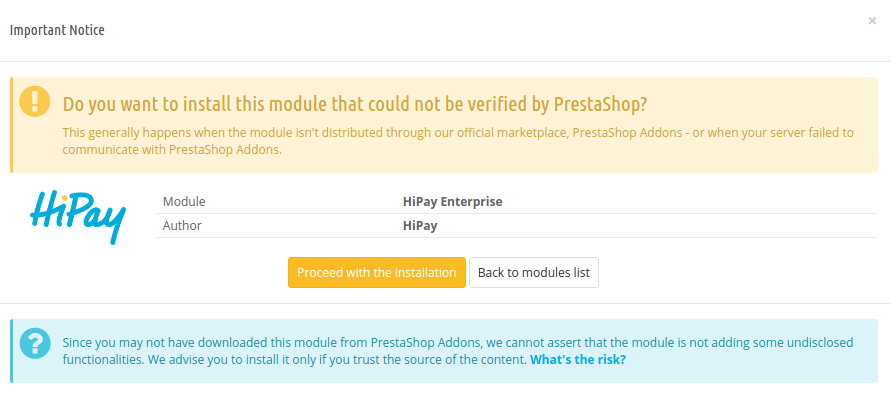 Important Notice
×
Do you want to install this module that could not be verified by PrestaShop?
This generally happens when the module isn't distributed through our official marketplace, PrestaShop Addons - or when your server failed to
communicate with PrestaShop Addons.
HiPay
Module HiPay Enterprise
Author HiPay
Proceed with the installation Back to modules list
Since you may not have downloaded this module from PrestaShop Addons, we cannot assert that the module is not adding some undisclosed
functionalities. We advise you to install it only if you trust the source of the content. What's the risk?